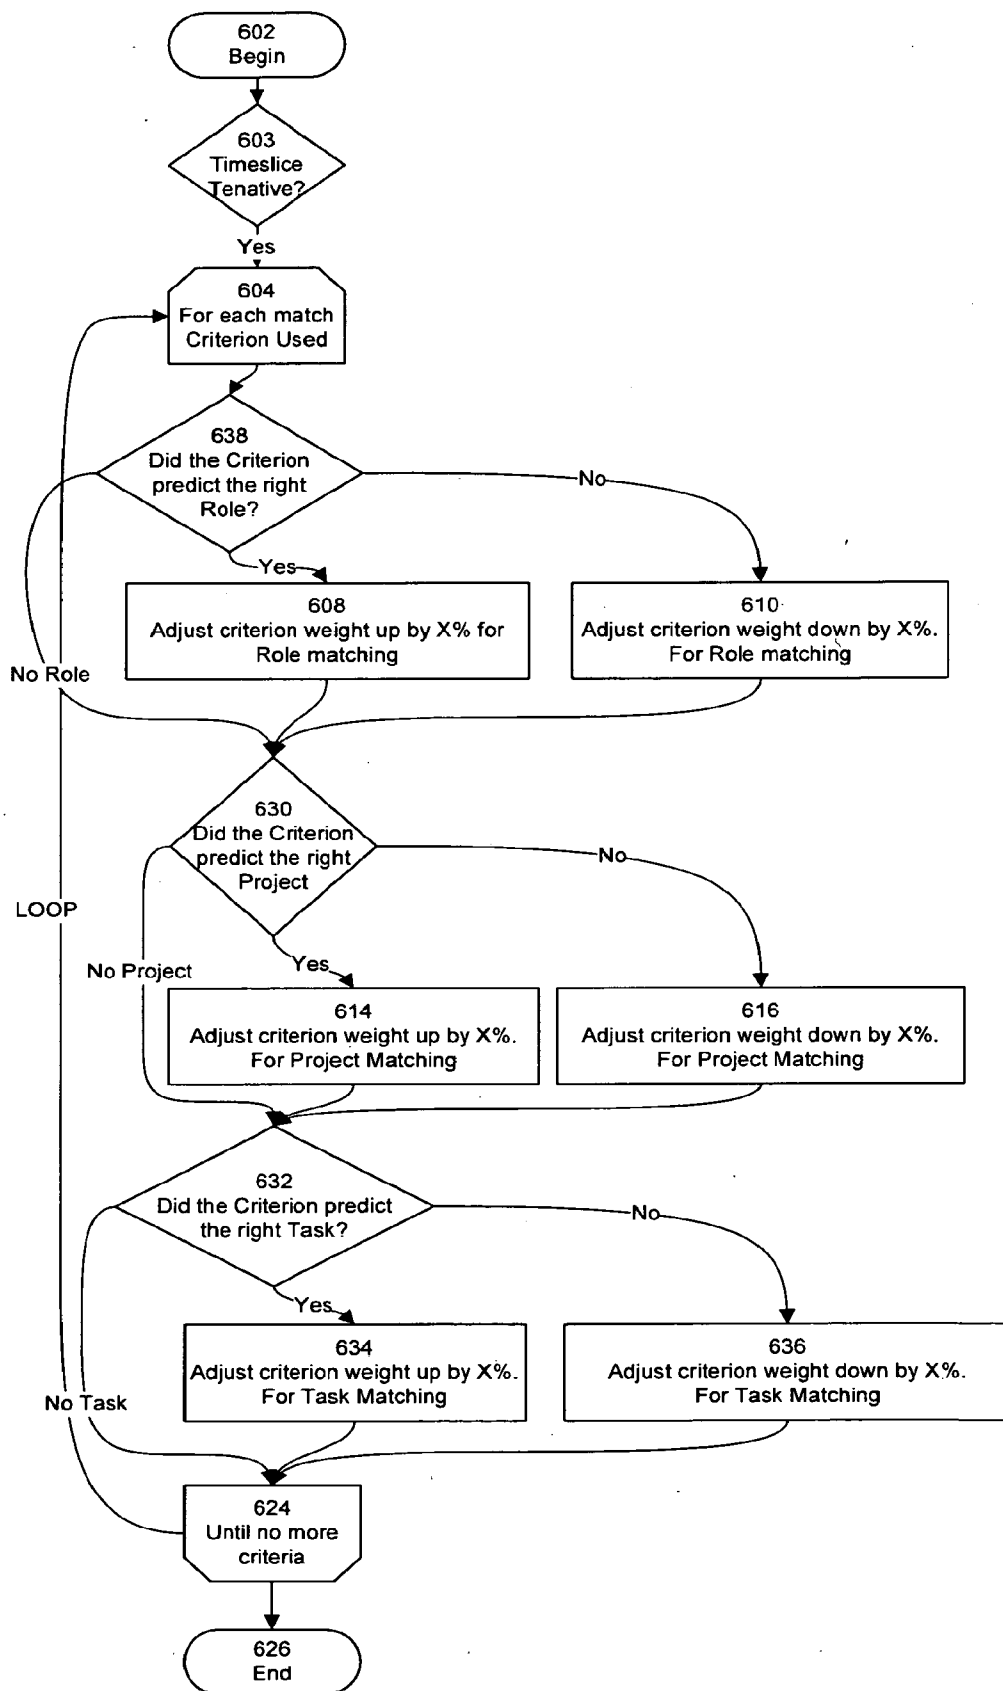 602
Begin
603
Timeslice
Tenative?
Yes
604
For each match
Criterion Used
638
Did the Criterion
predict the right
Role?
No
Yes
608
Adjust criterion weight up by X% for
Role matching
610
Adjust criterion weight down by X%.
For Role matching
No Role
630
Did the Criterion
predict the right
Project
No
LOOP
Yes
No Project
614
Adjust criterion weight up by X%.
For Project Matching
616
Adjust criterion weight down by X%.
For Project Matching
632
Did the Criterion predict
the right Task?
No
Yes
634
Adjust criterion weight up by X%.
For Task Matching
636
Adjust criterion weight down by X%.
For Task Matching
No Task
624
Until no more
criteria
626
End